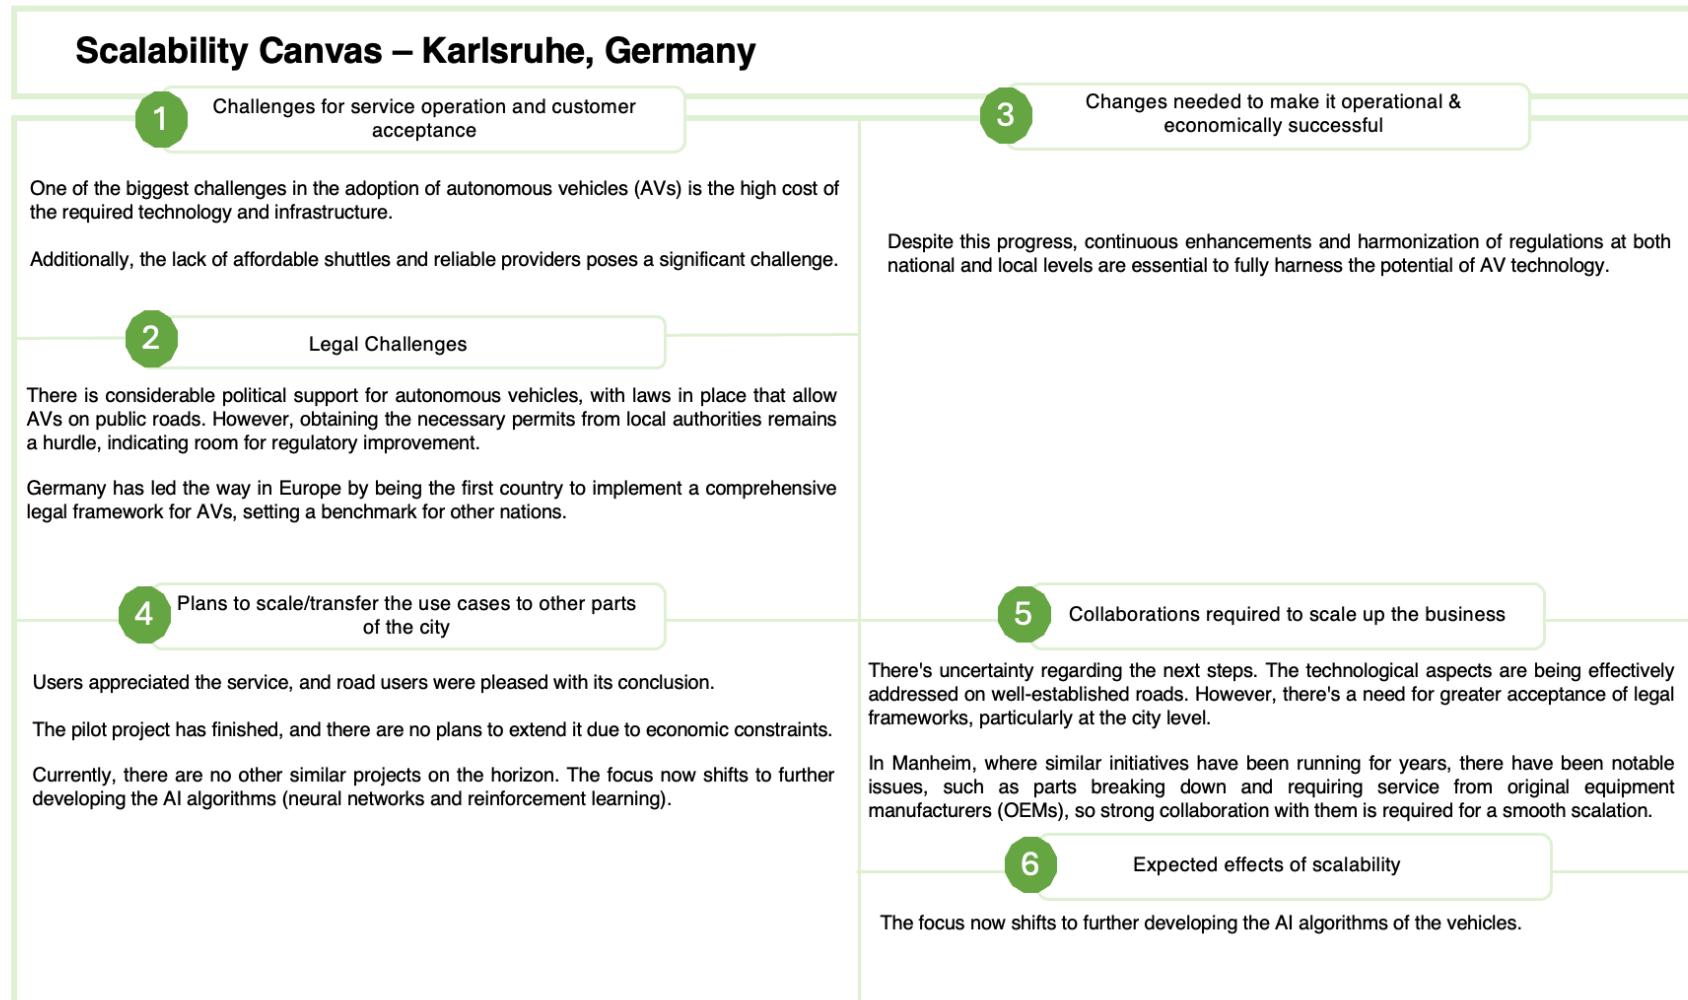 Scalability Canvas – Karlsruhe, Germany
1
Challenges for service operation and customer
acceptance
One of the biggest challenges in the adoption of autonomous vehicles (AVs) is the high cost of
the required technology and infrastructure.
Additionally, the lack of affordable shuttles and reliable providers poses a significant challenge.
2
Legal Challenges
There is considerable political support for autonomous vehicles, with laws in place that allow
AVs on public roads. However, obtaining the necessary permits from local authorities remains
a hurdle, indicating room for regulatory improvement.
Germany has led the way in Europe by being the first country to implement a comprehensive
legal framework for AVs, setting a benchmark for other nations.
3
Changes needed to make it operational &
economically successful
Despite this progress, continuous enhancements and harmonization of regulations at both
national and local levels are essential to fully harness the potential of AV technology.
4
Plans to scale/transfer the use cases to other parts
of the city
Users appreciated the service, and road users were pleased with its conclusion.
The pilot project has finished, and there are no plans to extend it due to economic constraints.
Currently, there are no other similar projects on the horizon. The focus now shifts to further
developing the AI algorithms (neural networks and reinforcement learning).
5
Collaborations required to scale up the business
There's uncertainty regarding the next steps. The technological aspects are being effectively
addressed on well-established roads. However, there's a need for greater acceptance of legal
frameworks, particularly at the city level.
In Manheim, where similar initiatives have been running for years, there have been notable
issues, such as parts breaking down and requiring service from original equipment
manufacturers (OEMs), so strong collaboration with them is required for a smooth scalation.
6
Expected effects of scalability
The focus now shifts to further developing the AI algorithms of the vehicles.